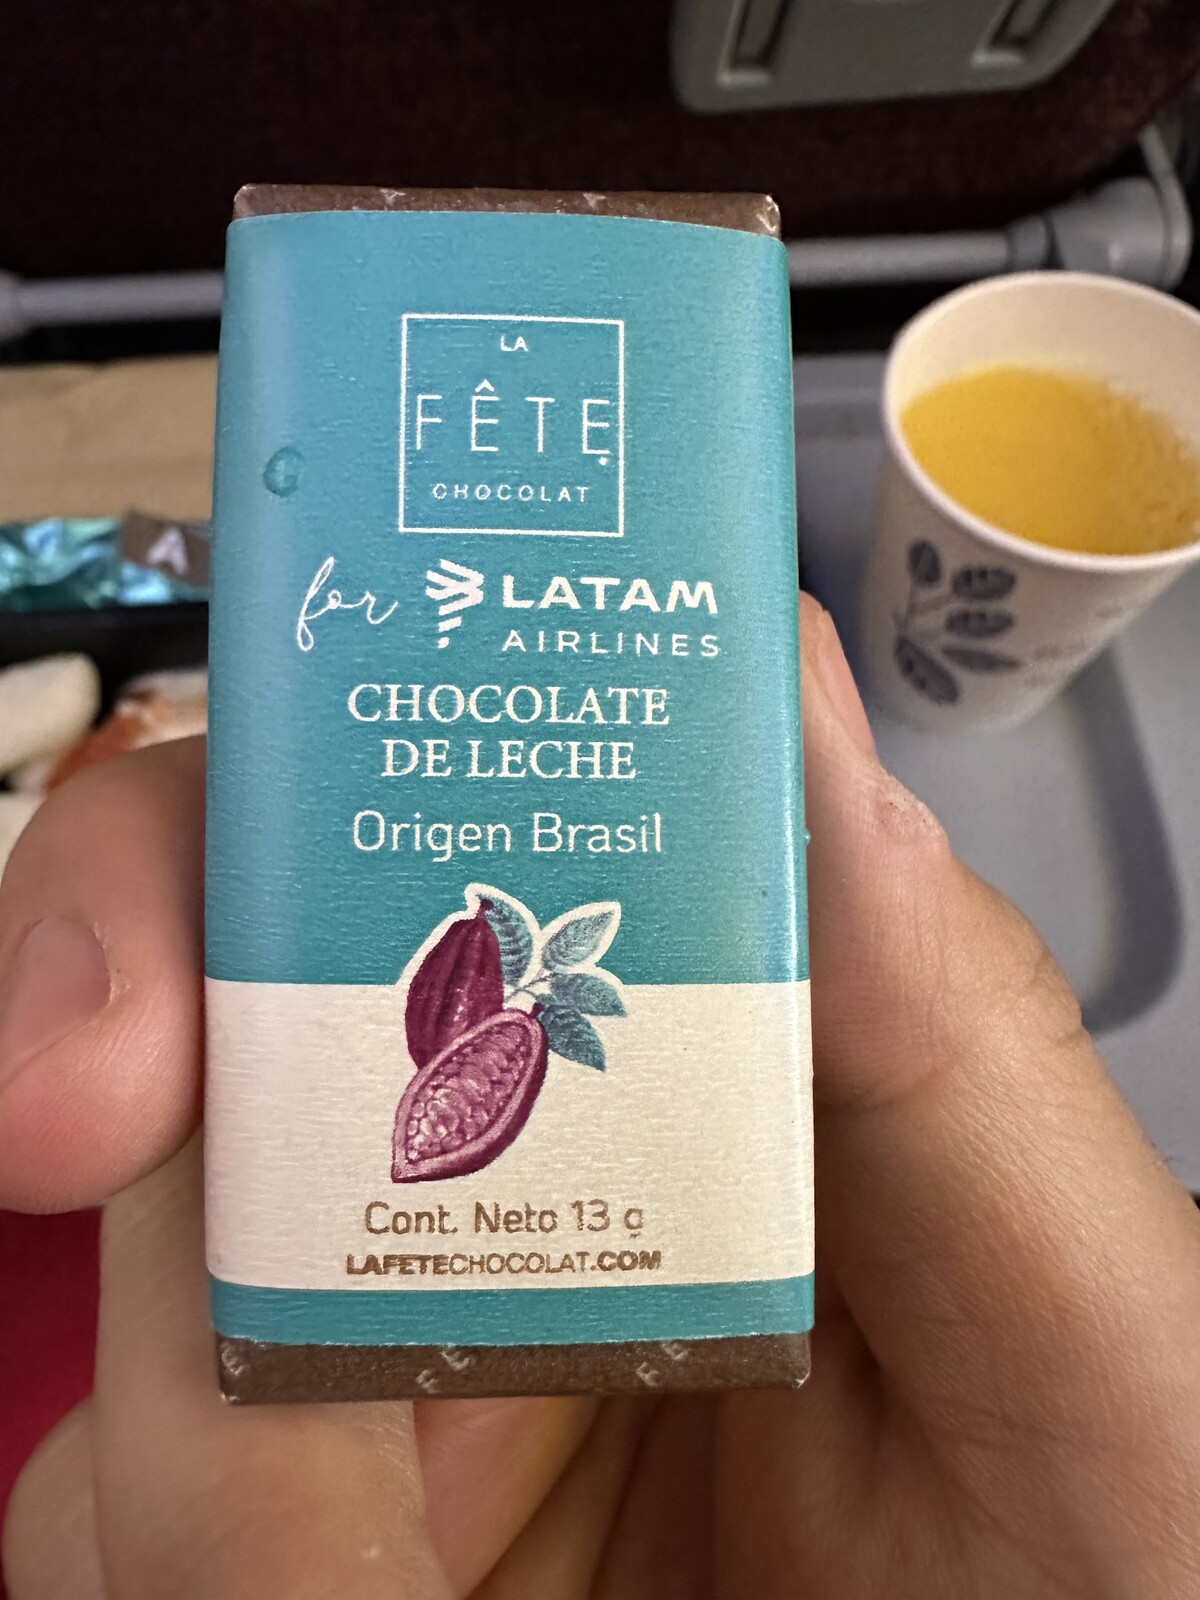 LA
FÊTE
CHOCOLAT
for LATAM
AIRLINES
CHOCOLATE
DE LECHE
Origen Brasil
Cont. Neto 13 g
LAFETECHOCOLAT.COM